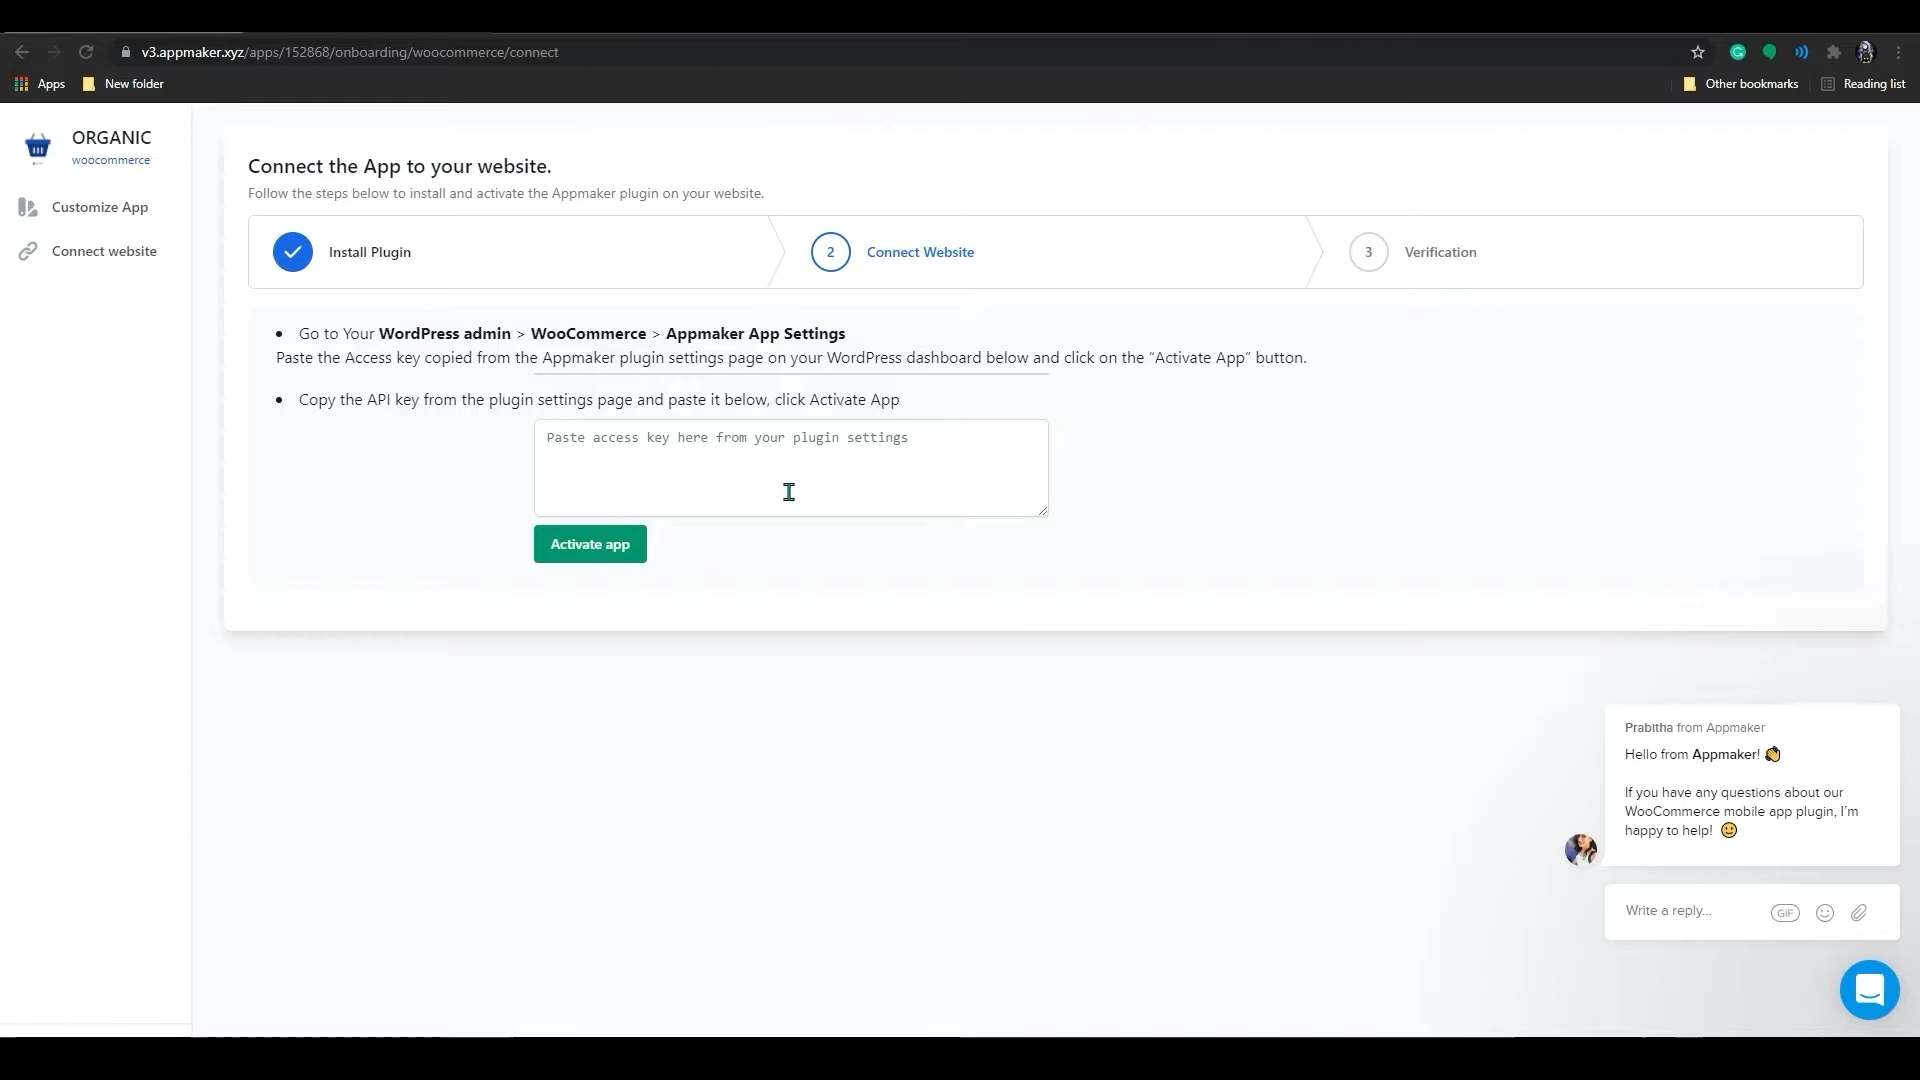 v3.appmaker.xyz/apps/152868/onboarding/woocommerce/connect
Apps
New folder
Other bookmarks
Reading list
ORGANIC
woocommerce
Customize App
Connect website
Connect the App to your website.
Follow the steps below to install and activate the Appmaker plugin on your website.
Install Plugin
2
Connect Website
3
Verification
Go to Your WordPress admin > WooCommerce > Appmaker App Settings
Paste the Access key copied from the Appmaker plugin settings page on your WordPress dashboard below and click on the “Activate App” button.
Copy the API key from the plugin settings page and paste it below, click Activate App
Paste access key here from your plugin settings
Activate app
Prabitha from Appmaker
Hello from Appmaker! 👋
If you have any questions about our
WooCommerce mobile app plugin, I'm
happy to help! 🙂
Write a reply...
GIF